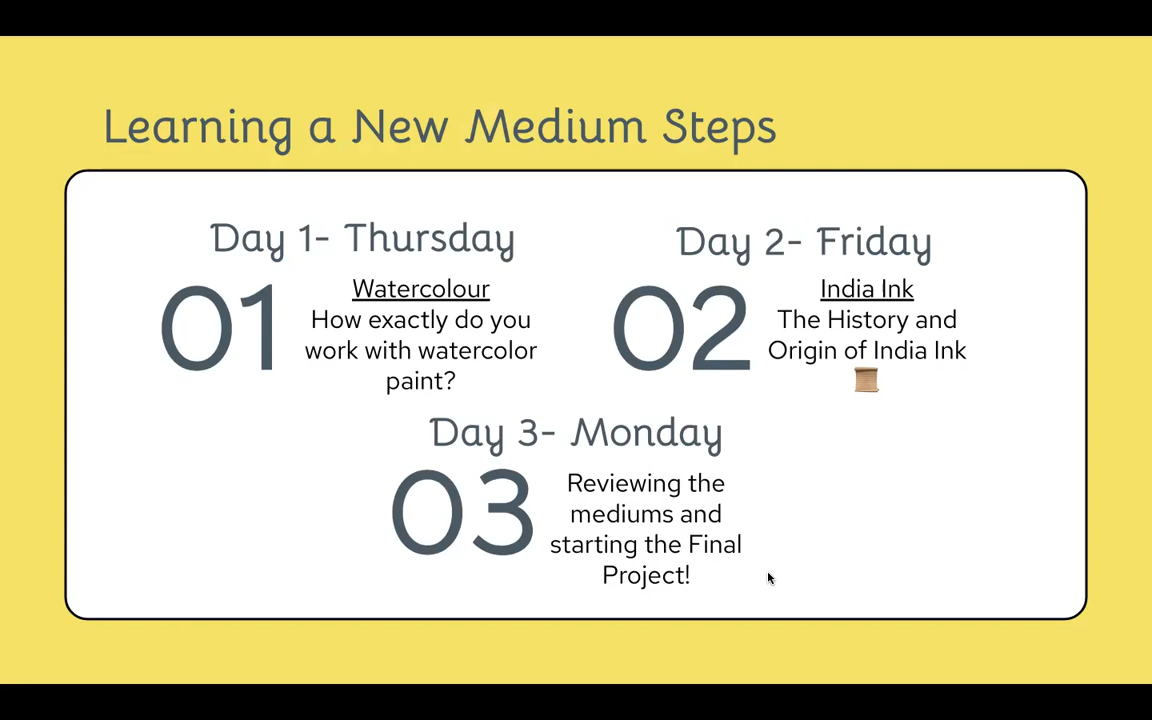 Learning a New Medium Steps
Day 1- Thursday
01
Watercolour
How exactly do you
work with watercolor
paint?
Day 2- Friday
02
India Ink
The History and
Origin of India Ink
Day 3- Monday
03
Reviewing the
mediums and
starting the Final
Project!